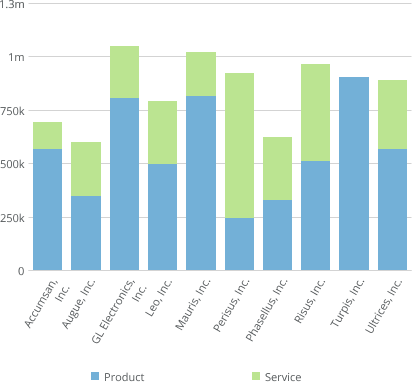 1.3m
1m
750k
500k
250k
0
Accumsan,
Inc.
Augue, Inc.
GL Electronics,
Inc.
Leo, Inc.
Mauris, Inc.
Perisus, Inc.
Phasellus, Inc.
Risus, Inc.
Turpis, Inc.
Ultrices, Inc.
Product
Service